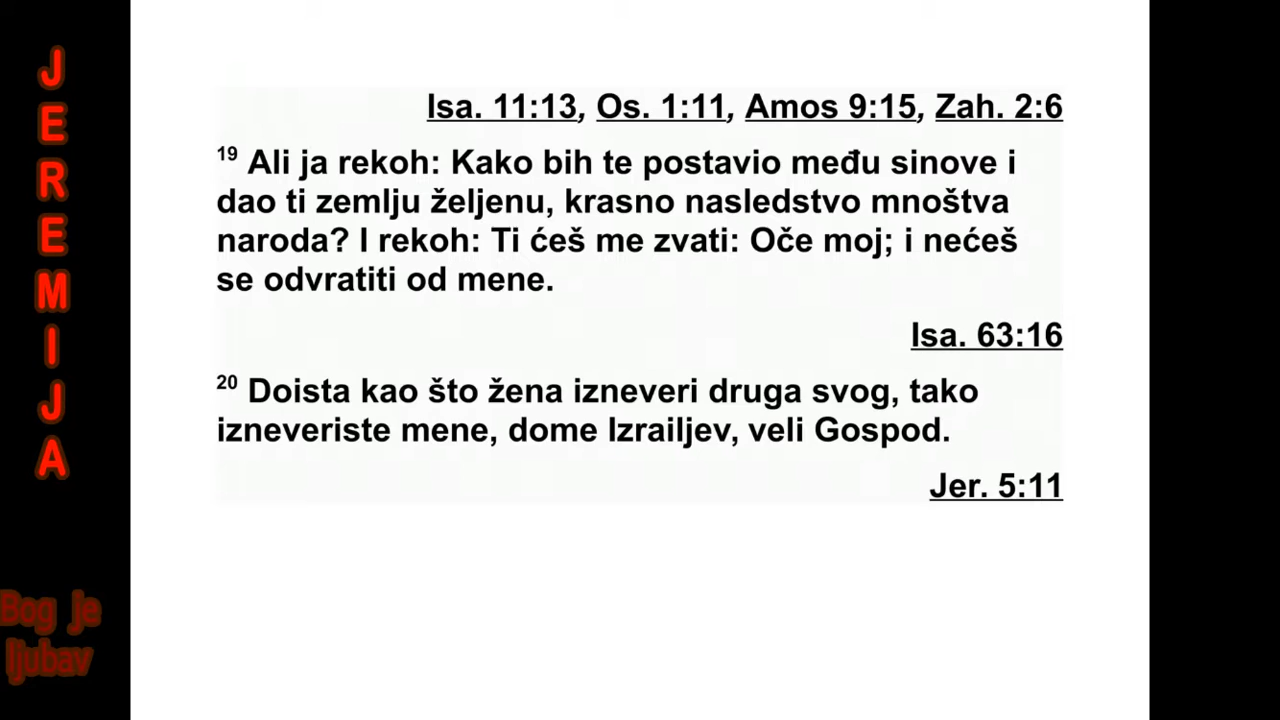 JEREMIJA
Bog je
ljubav
Isa. 11:13, Os. 1:11, Amos 9:15, Zah. 2:6
19 Ali ja rekoh: Kako bih te postavio među sinove i
dao ti zemlju željenu, krasno nasledstvo mnoštva
naroda? I rekoh: Ti ćeš me zvati: Oče moj; i nećeš
se odvratiti od mene.
Isa. 63:16
20 Doista kao što žena izneveri druga svog, tako
izneveriste mene, dome Izrailjev, veli Gospod.
Jer. 5:11